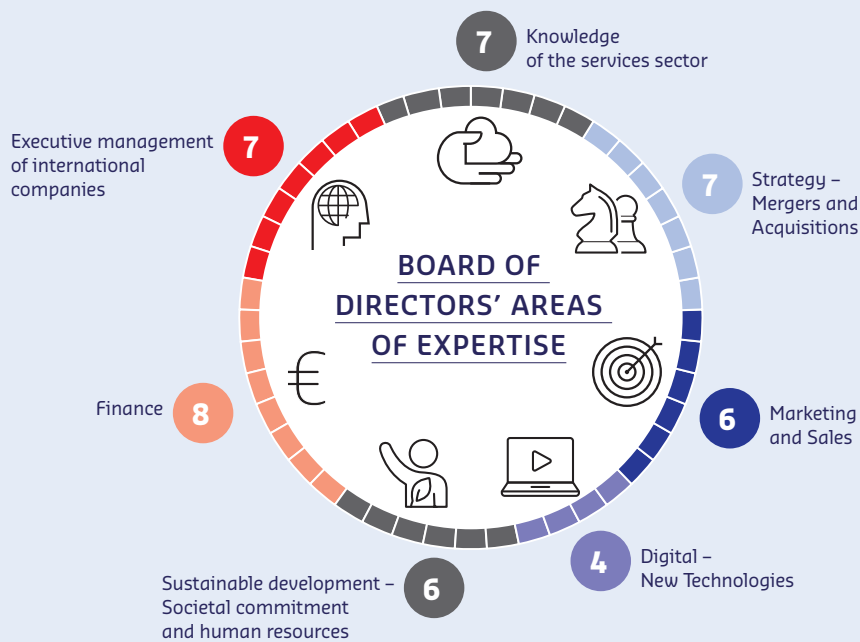 7
Knowledge
of the services sector
7
Strategy –
Mergers and
Acquisitions
6
Marketing
and Sales
4
Digital –
New Technologies
6
Sustainable development –
Societal commitment
and human resources
8
Finance
€
7
Executive management
of international
companies
BOARD OF
DIRECTORS’ AREAS
OF EXPERTISE